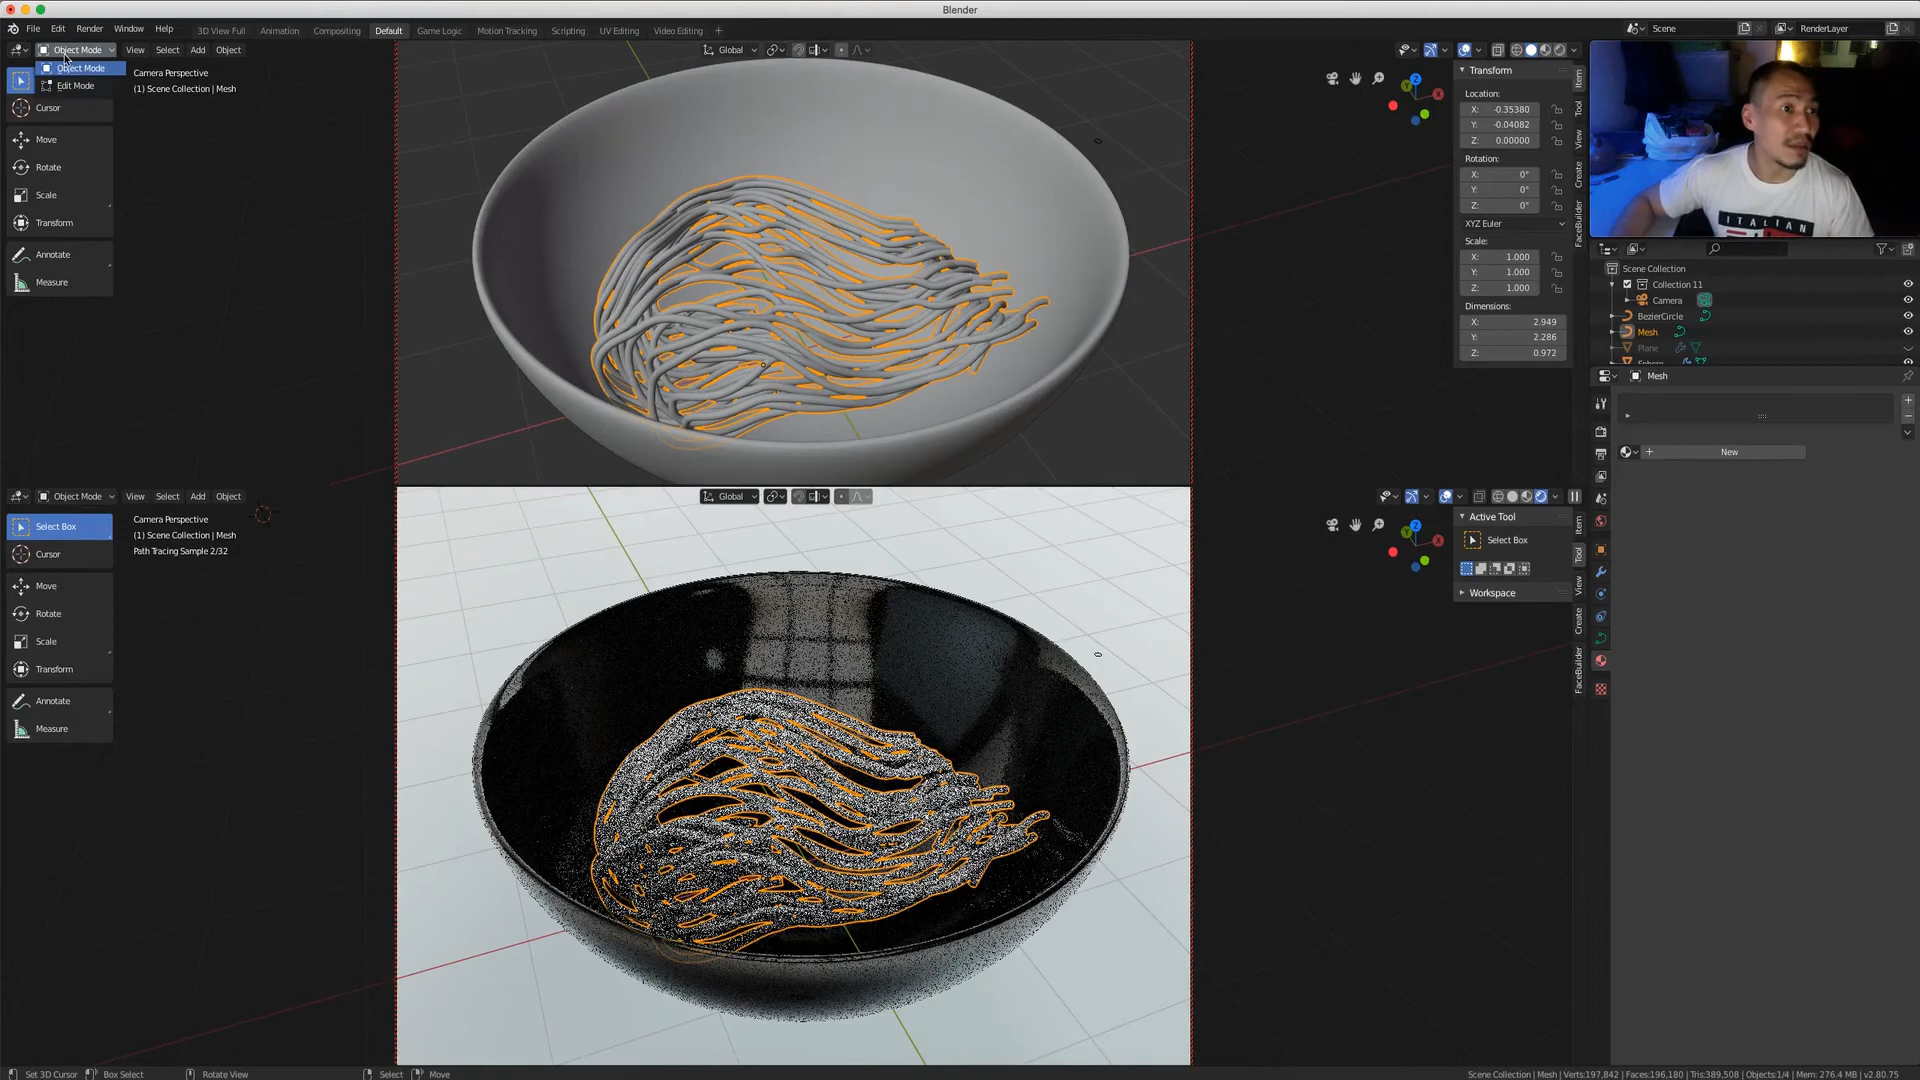 Blender
File Edit Render Window Help
3D View Full Animation Compositing Default Game Logic Motion Tracking Scripting UV Editing Video Editing +
Scene
RenderLayer
Object Mode View Select Add Object
Global
Object Mode
Edit Mode
Camera Perspective
(1) Scene Collection | Mesh
Cursor
Move
Rotate
Scale
Transform
Annotate
Measure
Transform
Location:
X: -0.35380
Y: -0.04082
Z: 0.00000
Rotation:
X: 0°
Y: 0°
Z: 0°
XYZ Euler
Scale:
X: 1.000
Y: 1.000
Z: 1.000
Dimensions:
X: 2.949
Y: 2.286
Z: 0.972
Item
Tool
View
Create
FaceBuilder
ITALIAN
Scene Collection
Collection 11
Camera
BezierCircle
Mesh
Plane
Sphere
Mesh
New
Object Mode View Select Add Object
Global
Select Box
Cursor
Move
Rotate
Scale
Transform
Annotate
Measure
Camera Perspective
(1) Scene Collection | Mesh
Path Tracing Sample 2/32
Active Tool
Select Box
Workspace
Item
Tool
View
Create
FaceBuilder
Set 3D Cursor Box Select Rotate View Select Move
Scene Collection | Mesh | Verts:197,842 | Faces:196,180 | Tris:389,508 | Objects:1/4 | Mem: 276.4 MB | v2.80.75